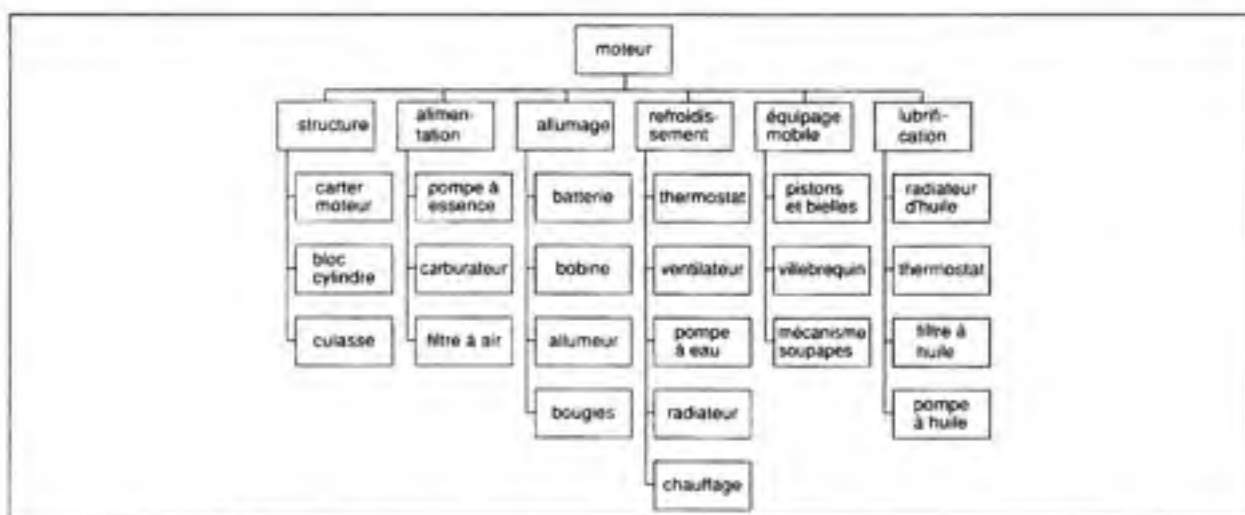 moteur
structure
alimen-
tation
allumage
refroidis-
sement
équipage
mobile
lubrifi-
cation
carter
moteur
bloc
cylindre
culasse
pompe à
essence
carburateur
filtre à air
batterie
bobine
allumeur
bougies
thermostat
ventilateur
pompe
à eau
radiateur
chauffage
pistons
et bielles
villebrequin
mécanisme
soupapes
radiateur
d'huile
thermostat
filtre à
huile
pompe
à huile